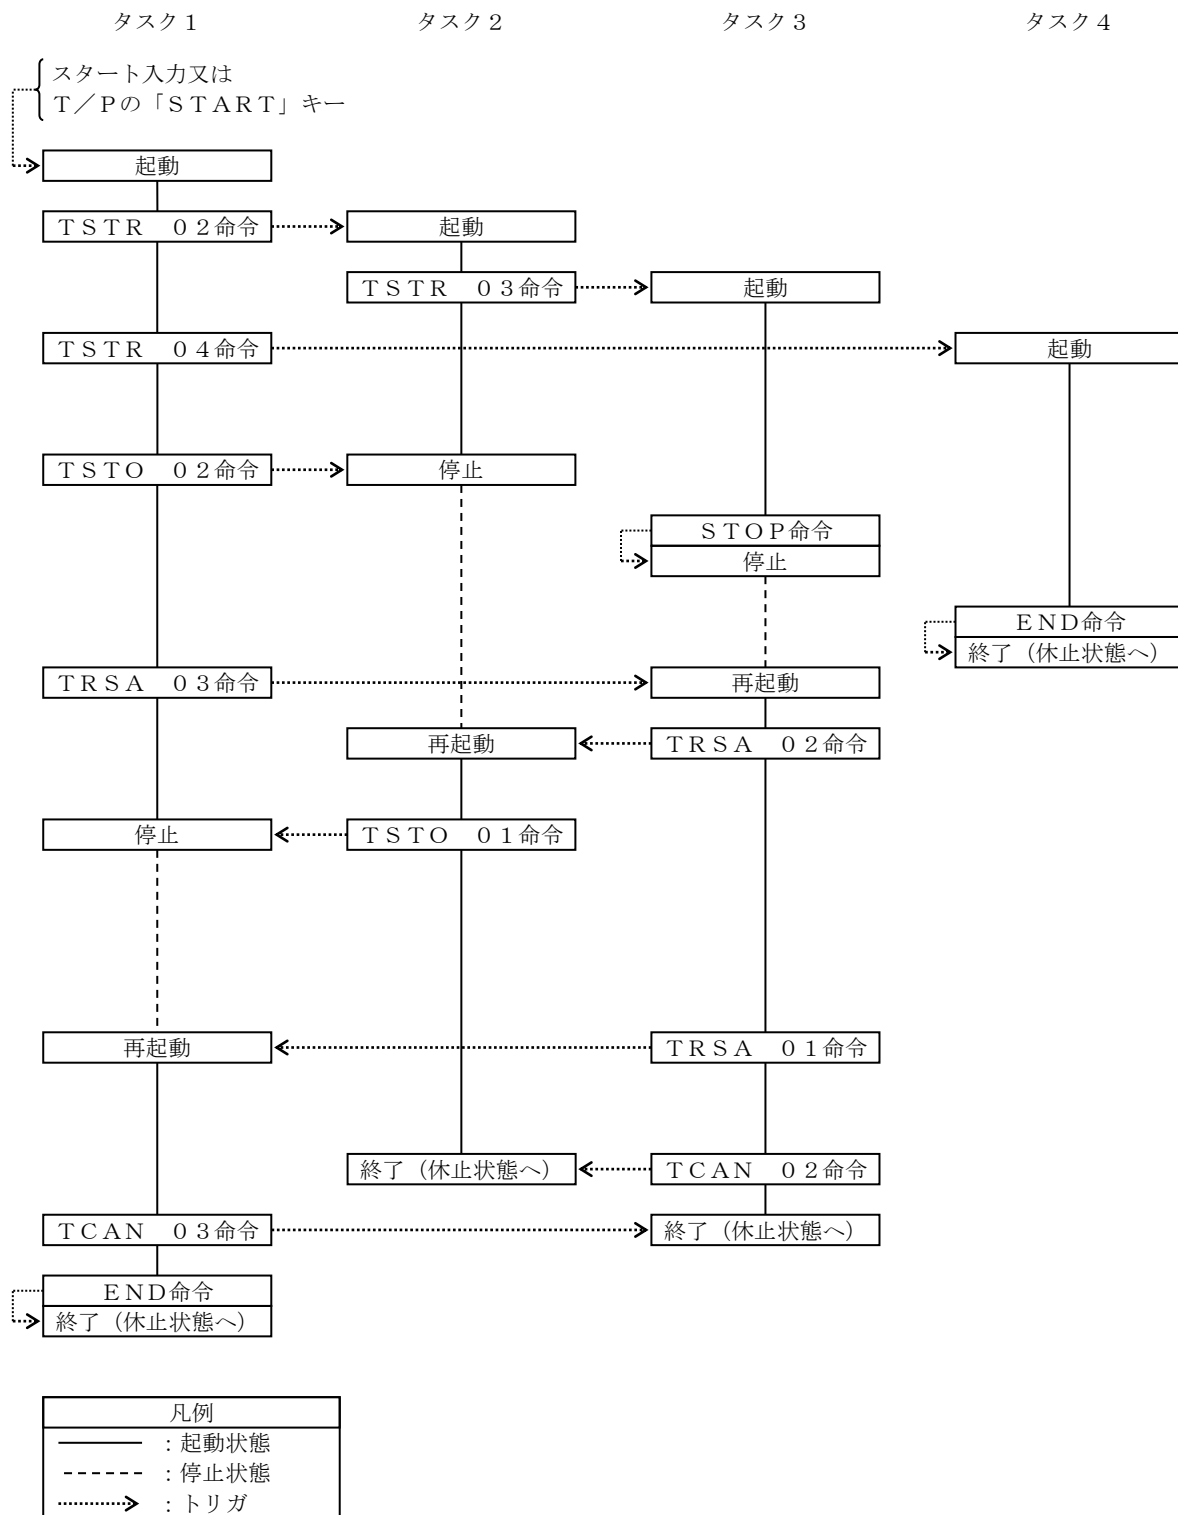 タスク１　タスク２　タスク３　タスク４
スタート入力又は
Ｔ／Ｐの「ＳＴＡＲＴ」キー
起動
ＴＳＴＲ　０２命令　起動
ＴＳＴＲ　０３命令　起動
ＴＳＴＲ　０４命令　起動
ＴＳＴＯ　０２命令　停止
ＳＴＯＰ命令
停止
ＥＮＤ命令
終了（休止状態へ）
ＴＲＳＡ　０３命令　再起動
再起動　ＴＲＳＡ　０２命令
停止　ＴＳＴＯ　０１命令
再起動　ＴＲＳＡ　０１命令
終了（休止状態へ）　ＴＣＡＮ　０２命令
ＴＣＡＮ　０３命令　終了（休止状態へ）
ＥＮＤ命令
終了（休止状態へ）
凡例
：起動状態
：停止状態
：トリガ